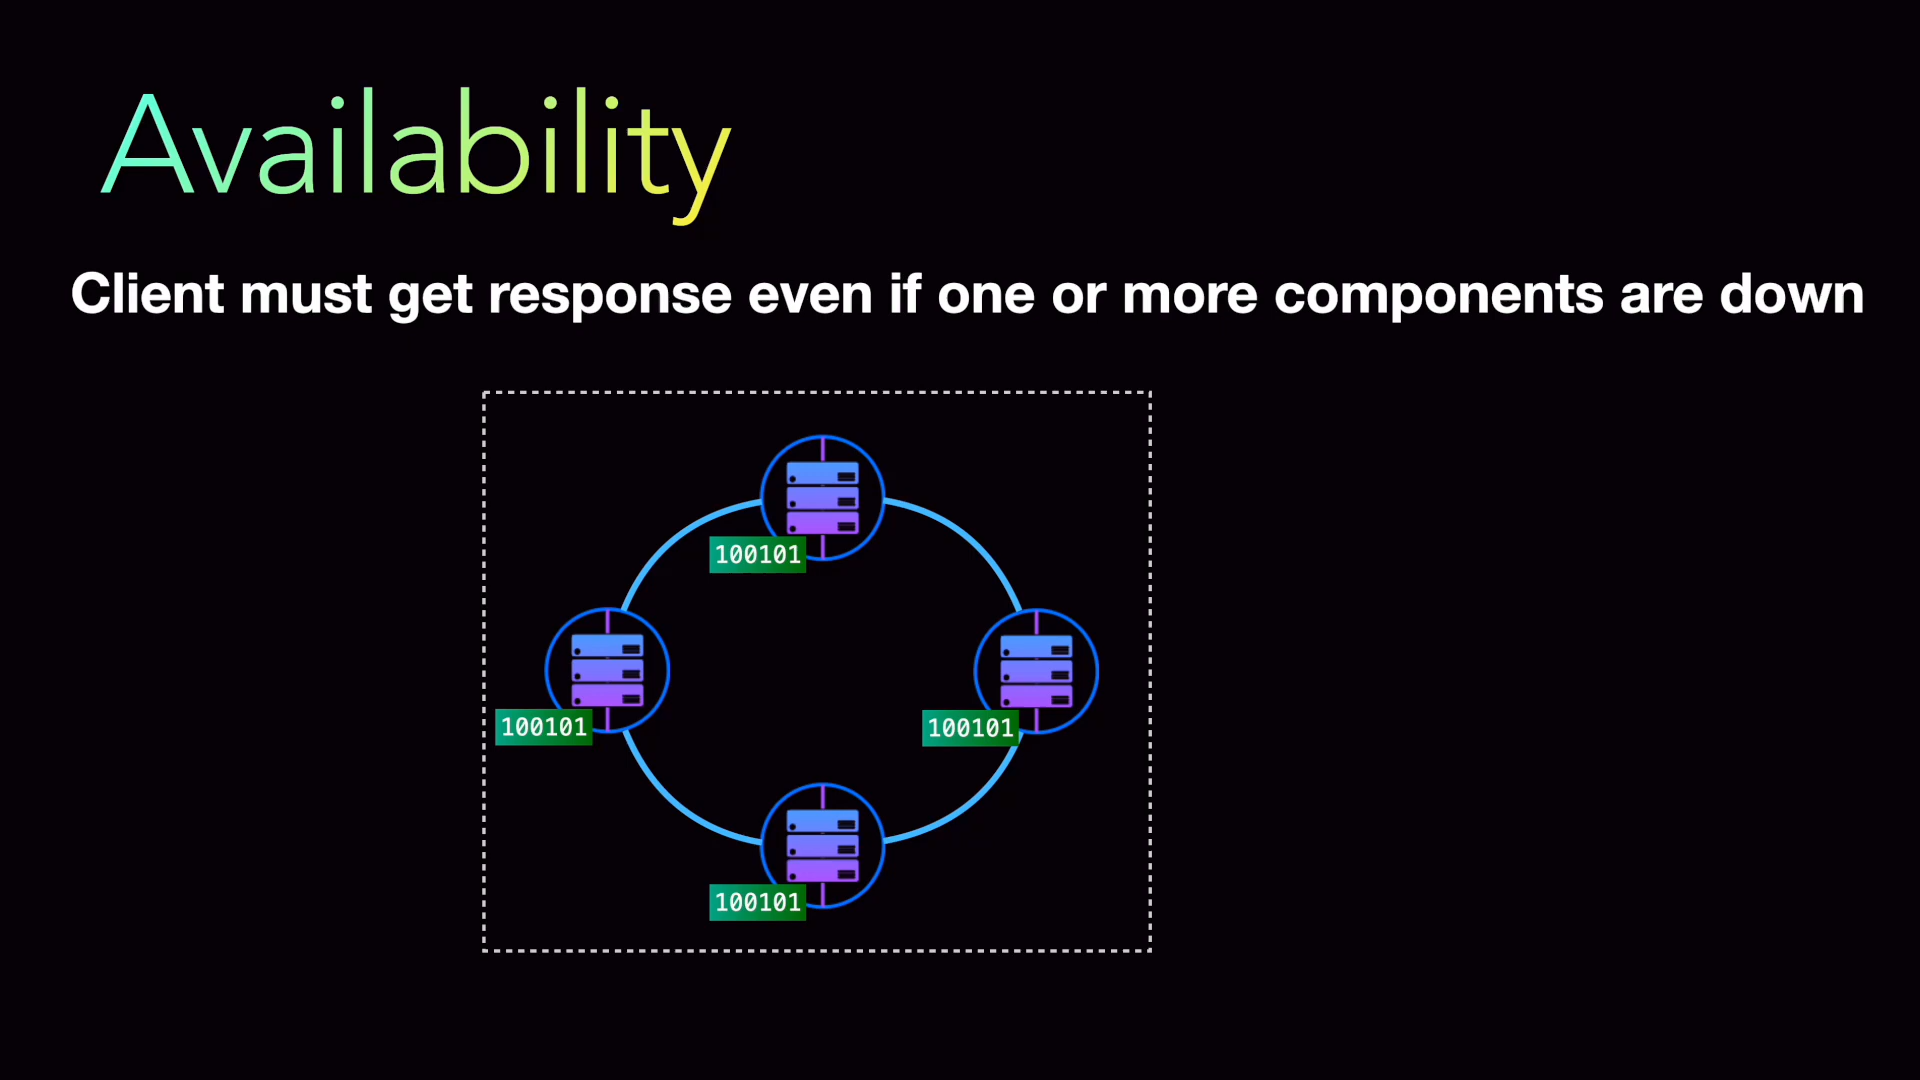 Availability
Client must get response even if one or more components are down
100101
100101
100101
100101